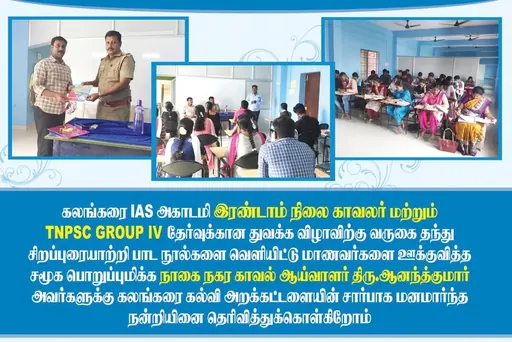 கலங்கரை IAS அகாடமி இரண்டாம் நிலை காவலர் மற்றும்
TNPSC GROUP IV தேர்வுக்கான துவக்க விழாவிற்கு வருகை தந்து
சிறப்புரையாற்றி பாட நூல்களை வெளியிட்டு மாணவர்களை ஊக்குவித்த
சமூக பொறுப்புமிக்க நாகை நகர காவல் ஆய்வாளர் திரு.ஆனந்த்குமார்
அவர்களுக்கு கலங்கரை கல்வி அறக்கட்டளையின் சார்பாக மனமார்ந்த
நன்றியினை தெரிவித்துக்கொள்கிறோம்